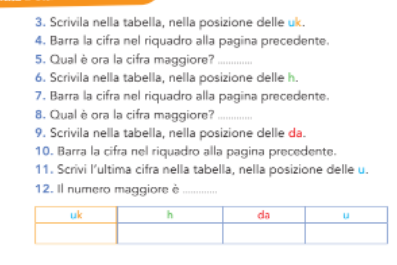 3. Scrivila nella tabella, nella posizione delle uk.
4. Barra la cifra nel riquadro alla pagina precedente.
5. Qual è ora la cifra maggiore? ............
6. Scrivila nella tabella, nella posizione delle h.
7. Barra la cifra nel riquadro alla pagina precedente.
8. Qual è ora la cifra maggiore? ............
9. Scrivila nella tabella, nella posizione delle da.
10. Barra la cifra nel riquadro alla pagina precedente.
11. Scrivi l'ultima cifra nella tabella, nella posizione delle u.
12. Il numero maggiore è ............
uk h da u